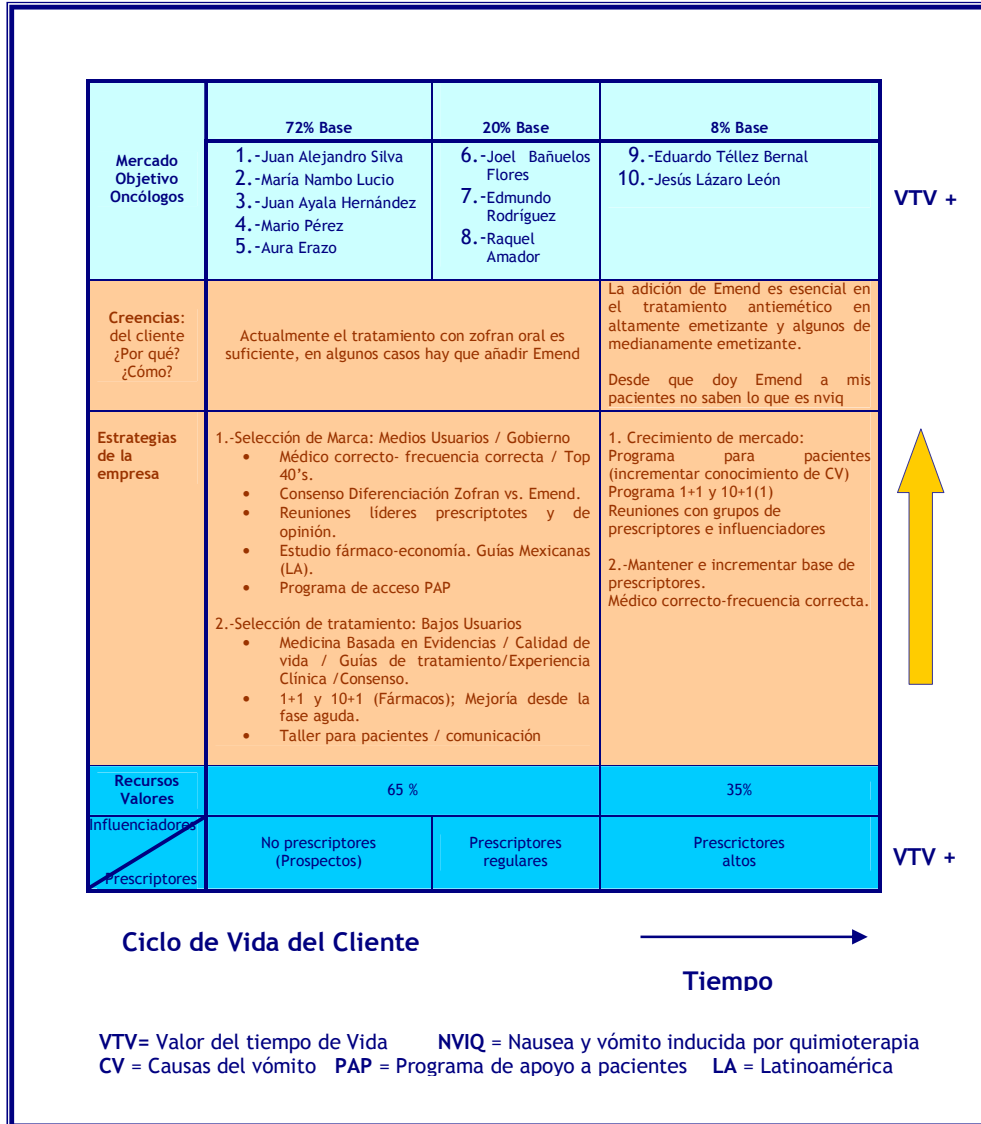 72% Base
20% Base
8% Base
Mercado
Objetivo
Oncólogos
1.-Juan Alejandro Silva
2.-María Nambo Lucio
3.-Juan Ayala Hernández
4.-Mario Pérez
5.-Aura Erazo
6.-Joel Bañuelos
Flores
7.-Edmundo
Rodríguez
8.-Raquel
Amador
9.-Eduardo Téllez Bernal
10.-Jesús Lázaro León
VTV +
Creencias:
del cliente
¿Por qué?
¿Cómo?
Actualmente el tratamiento con zofran oral es
suficiente, en algunos casos hay que añadir Emend
La adición de Emend es esencial en
el tratamiento antiemético en
altamente emetizante y algunos de
medianamente emetizante.
Desde que doy Emend a mis
pacientes no saben lo que es nviq
Estrategias
de la
empresa
1.-Selección de Marca: Medios Usuarios / Gobierno
• Médico correcto- frecuencia correcta / Top
40’s.
• Consenso Diferenciación Zofran vs. Emend.
• Reuniones líderes prescriptotes y de
opinión.
• Estudio fármaco-economía. Guías Mexicanas
(LA).
• Programa de acceso PAP
2.-Selección de tratamiento: Bajos Usuarios
• Medicina Basada en Evidencias / Calidad de
vida / Guías de tratamiento/Experiencia
Clínica /Consenso.
• 1+1 y 10+1 (Fármacos); Mejoría desde la
fase aguda.
• Taller para pacientes / comunicación
1. Crecimiento de mercado:
Programa para pacientes
(incrementar conocimiento de CV)
Programa 1+1 y 10+1(1)
Reuniones con grupos de
prescriptores e influenciadores
2.-Mantener e incrementar base de
prescriptores.
Médico correcto-frecuencia correcta.
Recursos
Valores
65 %
35%
Influenciadores
Prescriptores
No prescriptores
(Prospectos)
Prescriptores
regulares
Prescrictores
altos
VTV +
Ciclo de Vida del Cliente
Tiempo
VTV= Valor del tiempo de Vida NVIQ = Nausea y vómito inducida por quimioterapia
CV = Causas del vómito PAP = Programa de apoyo a pacientes LA = Latinoamérica